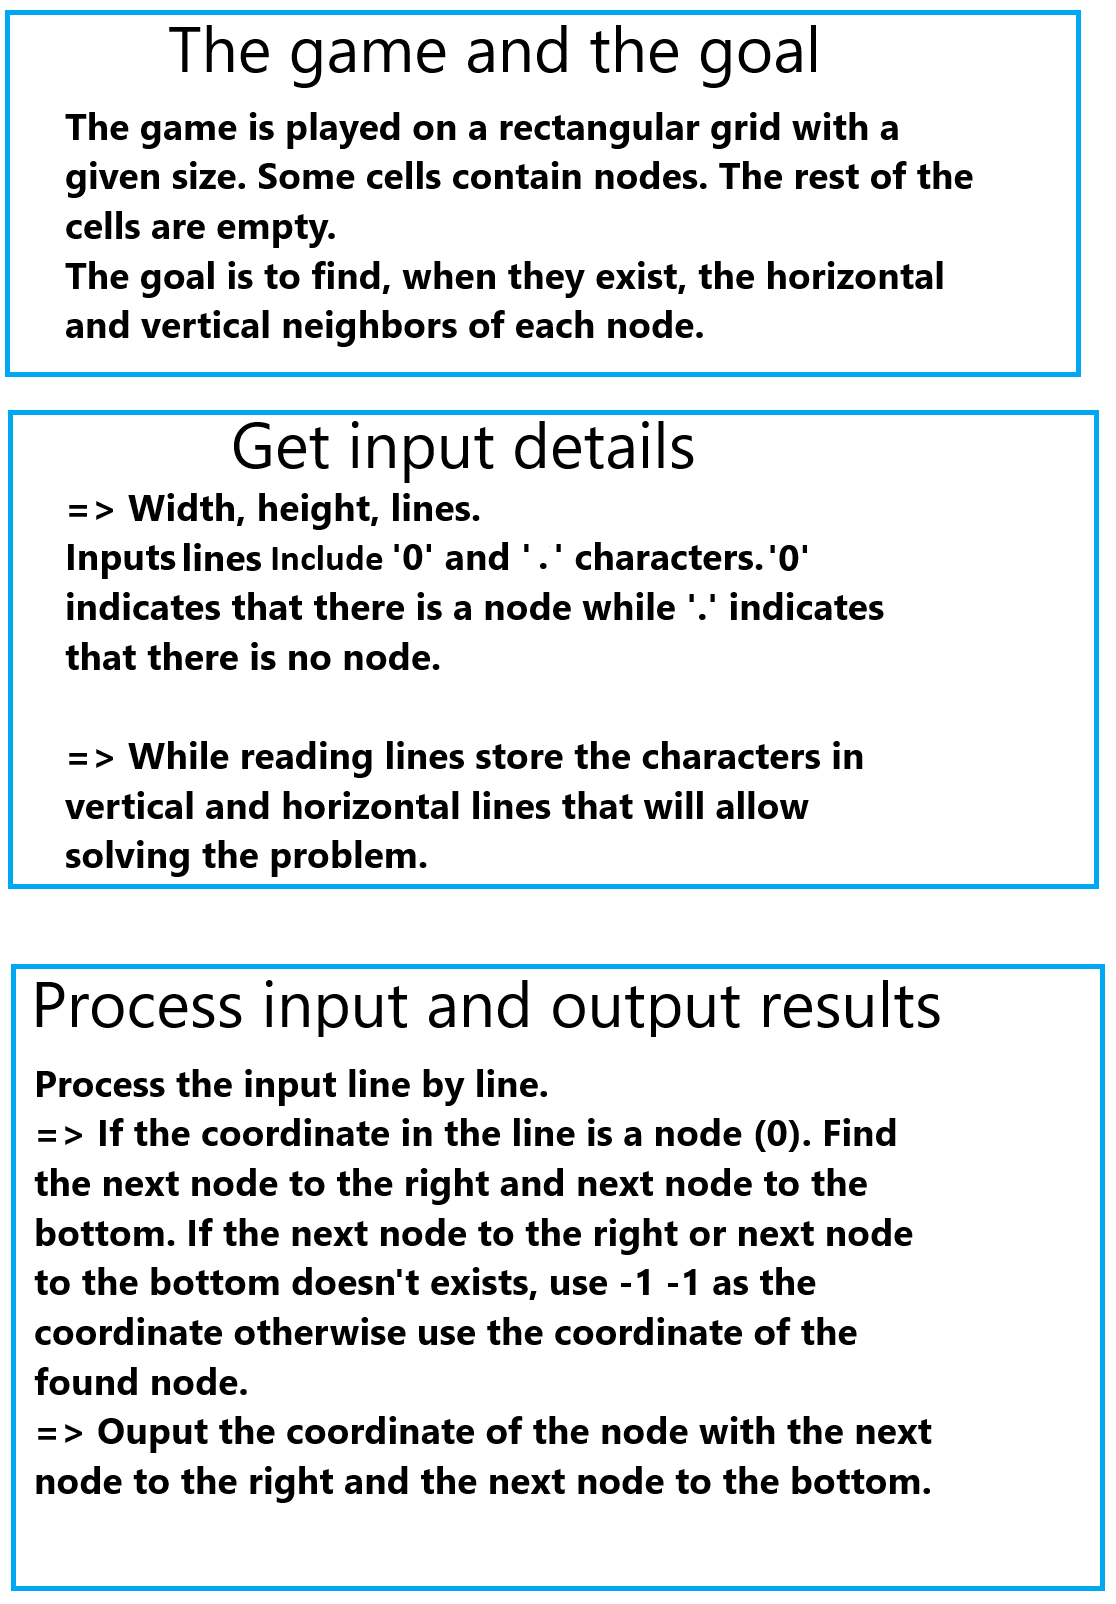 The game and the goal
The game is played on a rectangular grid with a
given size. Some cells contain nodes. The rest of the
cells are empty.
The goal is to find, when they exist, the horizontal
and vertical neighbors of each node.
Get input details
=> Width, height, lines.
Inputs lines Include '0' and '.' characters. '0'
indicates that there is a node while '.' indicates
that there is no node.
=> While reading lines store the characters in
vertical and horizontal lines that will allow
solving the problem.
Process input and output results
Process the input line by line.
=> If the coordinate in the line is a node (0). Find
the next node to the right and next node to the
bottom. If the next node to the right or next node
to the bottom doesn't exists, use -1 -1 as the
coordinate otherwise use the coordinate of the
found node.
=> Ouput the coordinate of the node with the next
node to the right and the next node to the bottom.